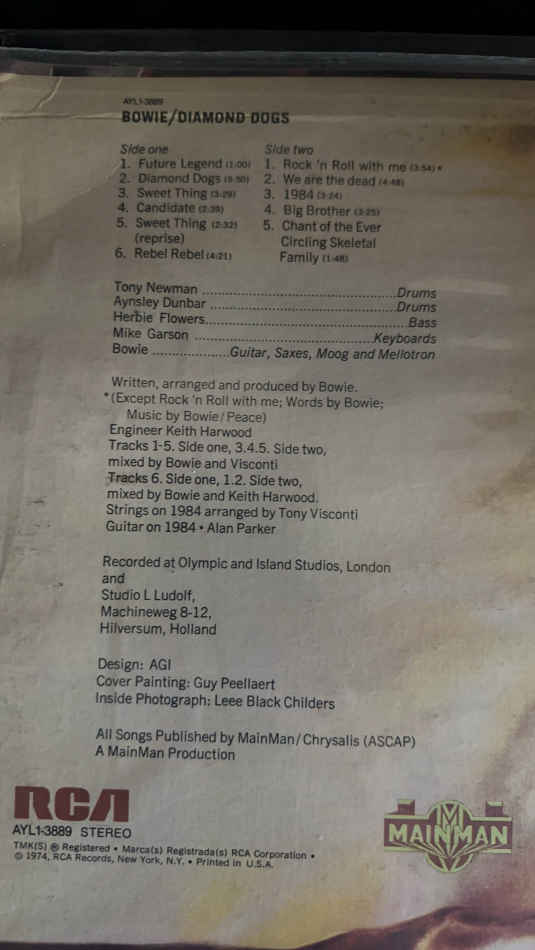 AYL1-3889
BOWIE/DIAMOND DOGS
Side one
1. Future Legend (1:00)
2. Diamond Dogs (5:50)
3. Sweet Thing (3:29)
4. Candidate (2:39)
5. Sweet Thing (2:32)
(reprise)
6. Rebel Rebel (4:21)
Side two
1. Rock 'n Roll with me (3:54) *
2. We are the dead (4:48)
3. 1984 (3:24)
4. Big Brother (3:25)
5. Chant of the Ever
Circling Skeletal
Family (1:48)
Tony Newman ..................................................Drums
Aynsley Dunbar ................................................Drums
Herbie Flowers....................................................Bass
Mike Garson ..............................................Keyboards
Bowie ....................Guitar, Saxes, Moog and Mellotron
Written, arranged and produced by Bowie.
*(Except Rock 'n Roll with me; Words by Bowie;
Music by Bowie/Peace)
Engineer Keith Harwood
Tracks 1-5. Side one, 3.4.5. Side two,
mixed by Bowie and Visconti
Tracks 6. Side one, 1.2. Side two,
mixed by Bowie and Keith Harwood.
Strings on 1984 arranged by Tony Visconti
Guitar on 1984 • Alan Parker
Recorded at Olympic and Island Studios, London
and
Studio L Ludolf,
Machineweg 8-12,
Hilversum, Holland
Design: AGI
Cover Painting: Guy Peellaert
Inside Photograph: Leee Black Childers
All Songs Published by MainMan/Chrysalis (ASCAP)
A MainMan Production
RCA
AYL1-3889 STEREO
TMK(S) ® Registered • Marca(s) Registrada(s) RCA Corporation •
© 1974, RCA Records, New York, N.Y. • Printed in U.S.A.
MAINMAN